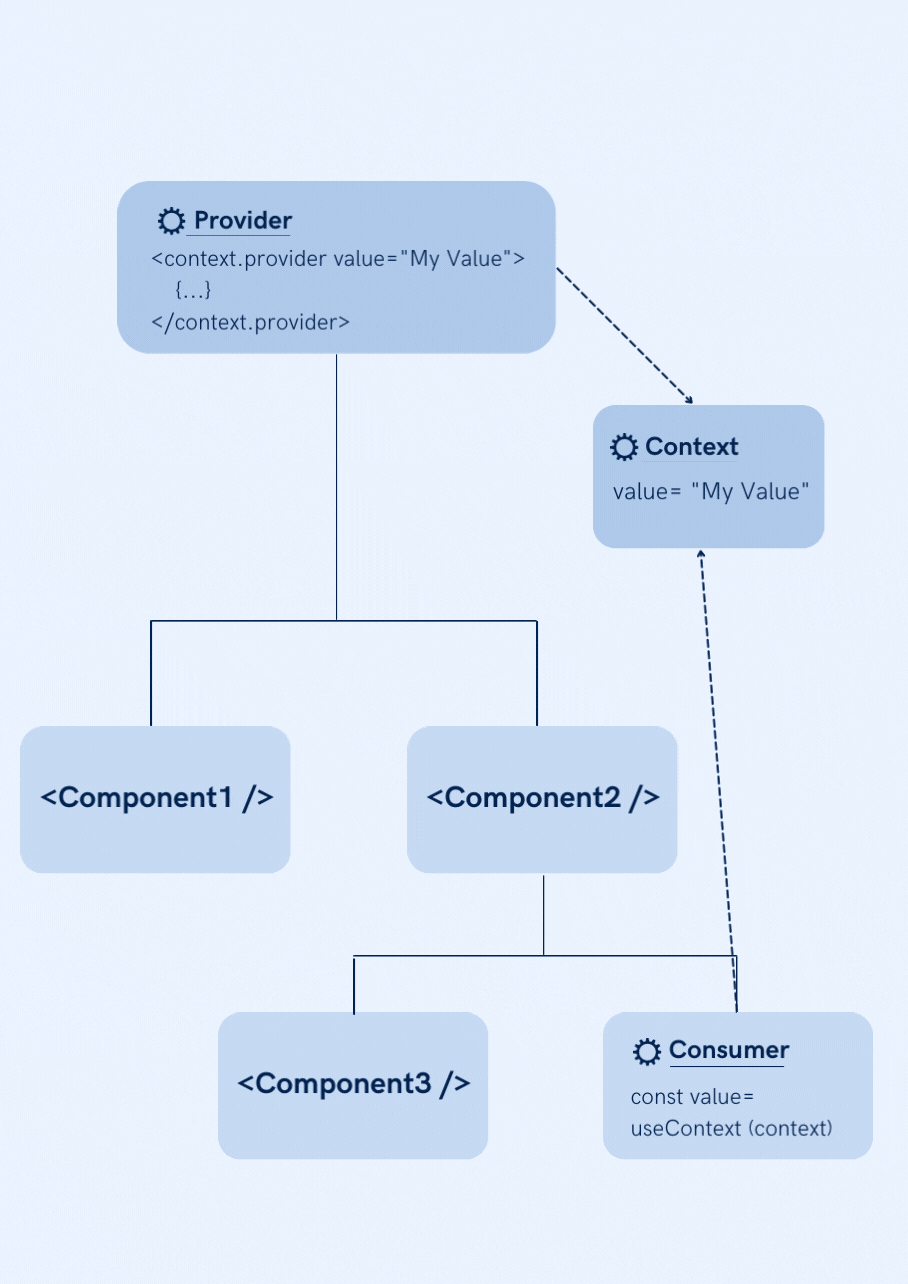 Provider
<context.provider value="My Value">
{...}
</context.provider>
Context
value= "My Value"
<Component1 />
<Component2 />
<Component3 />
Consumer
const value=
useContext (context)